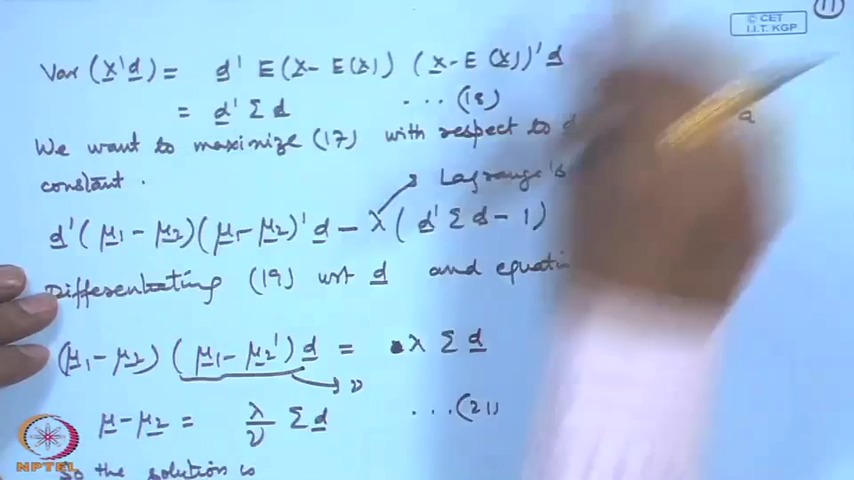 11
© CET
I.I.T. KGP
Var (x'd) = d' E(x - E(x)) (x - E(x))' d
= d' Σ d ... (18)
We want to maximize (17) with respect to d
constant.
Lagrange's
d' (μ1 - μ2)(μ1 - μ2)' d - λ (d' Σ d - 1)
Differentiating (19) wrt d and equatin
(μ1 - μ2) (μ1 - μ2') d = λ Σ d
ν
μ - μ2 = λ/ν Σ d ... (21)
So the solution is
NPTEL